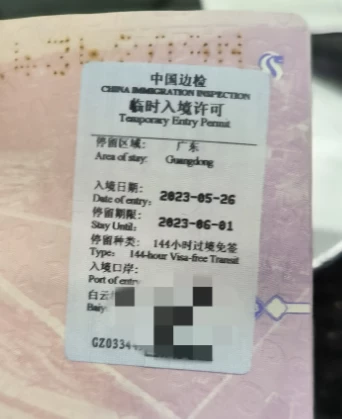 中国边检
CHINA IMMIGRATION INSPECTION
临时入境许可
Temporary Entry Permit
停留区域: 广东
Area of stay: Guangdong
入境日期:
Date of entry: 2023-05-26
停留期限:
Stay Until: 2023-06-01
停留种类: 144小时过境免签
Type: 144-hour Visa-free Transit
入境口岸:
Port of entry
白云
Baiy
GZ0334